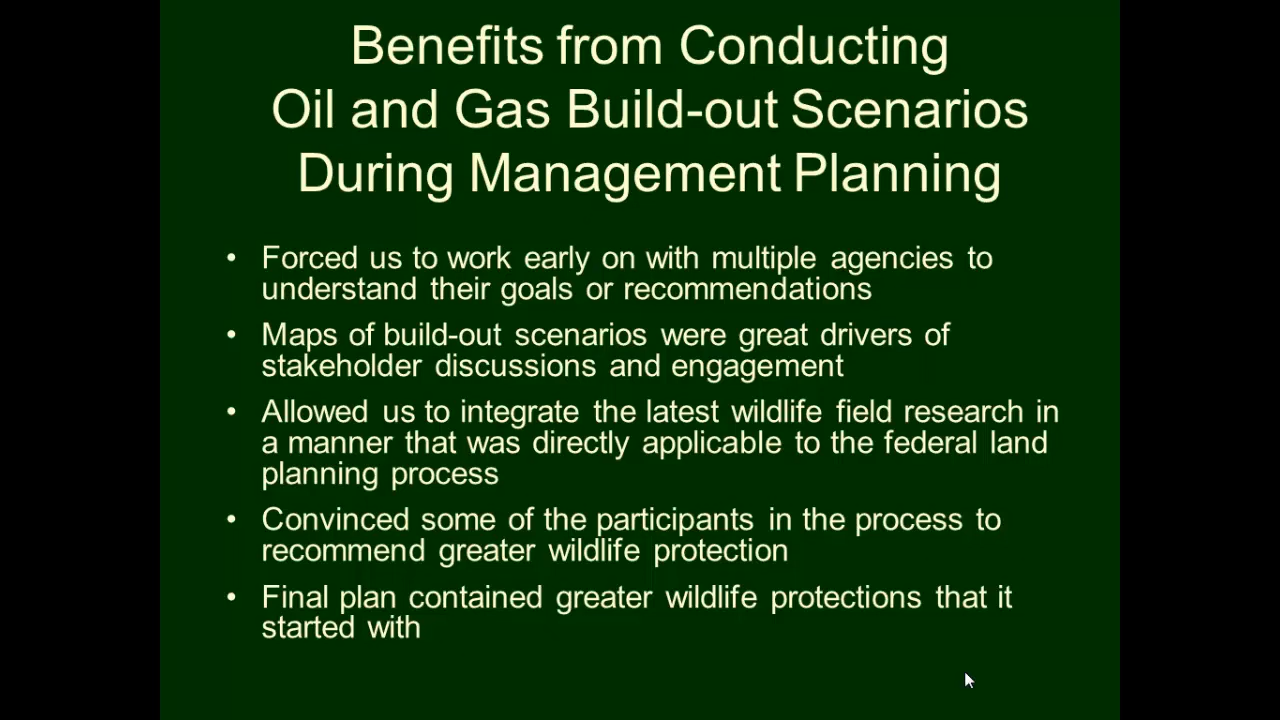 Benefits from Conducting
Oil and Gas Build-out Scenarios
During Management Planning
• Forced us to work early on with multiple agencies to
understand their goals or recommendations
• Maps of build-out scenarios were great drivers of
stakeholder discussions and engagement
• Allowed us to integrate the latest wildlife field research in
a manner that was directly applicable to the federal land
planning process
• Convinced some of the participants in the process to
recommend greater wildlife protection
• Final plan contained greater wildlife protections that it
started with